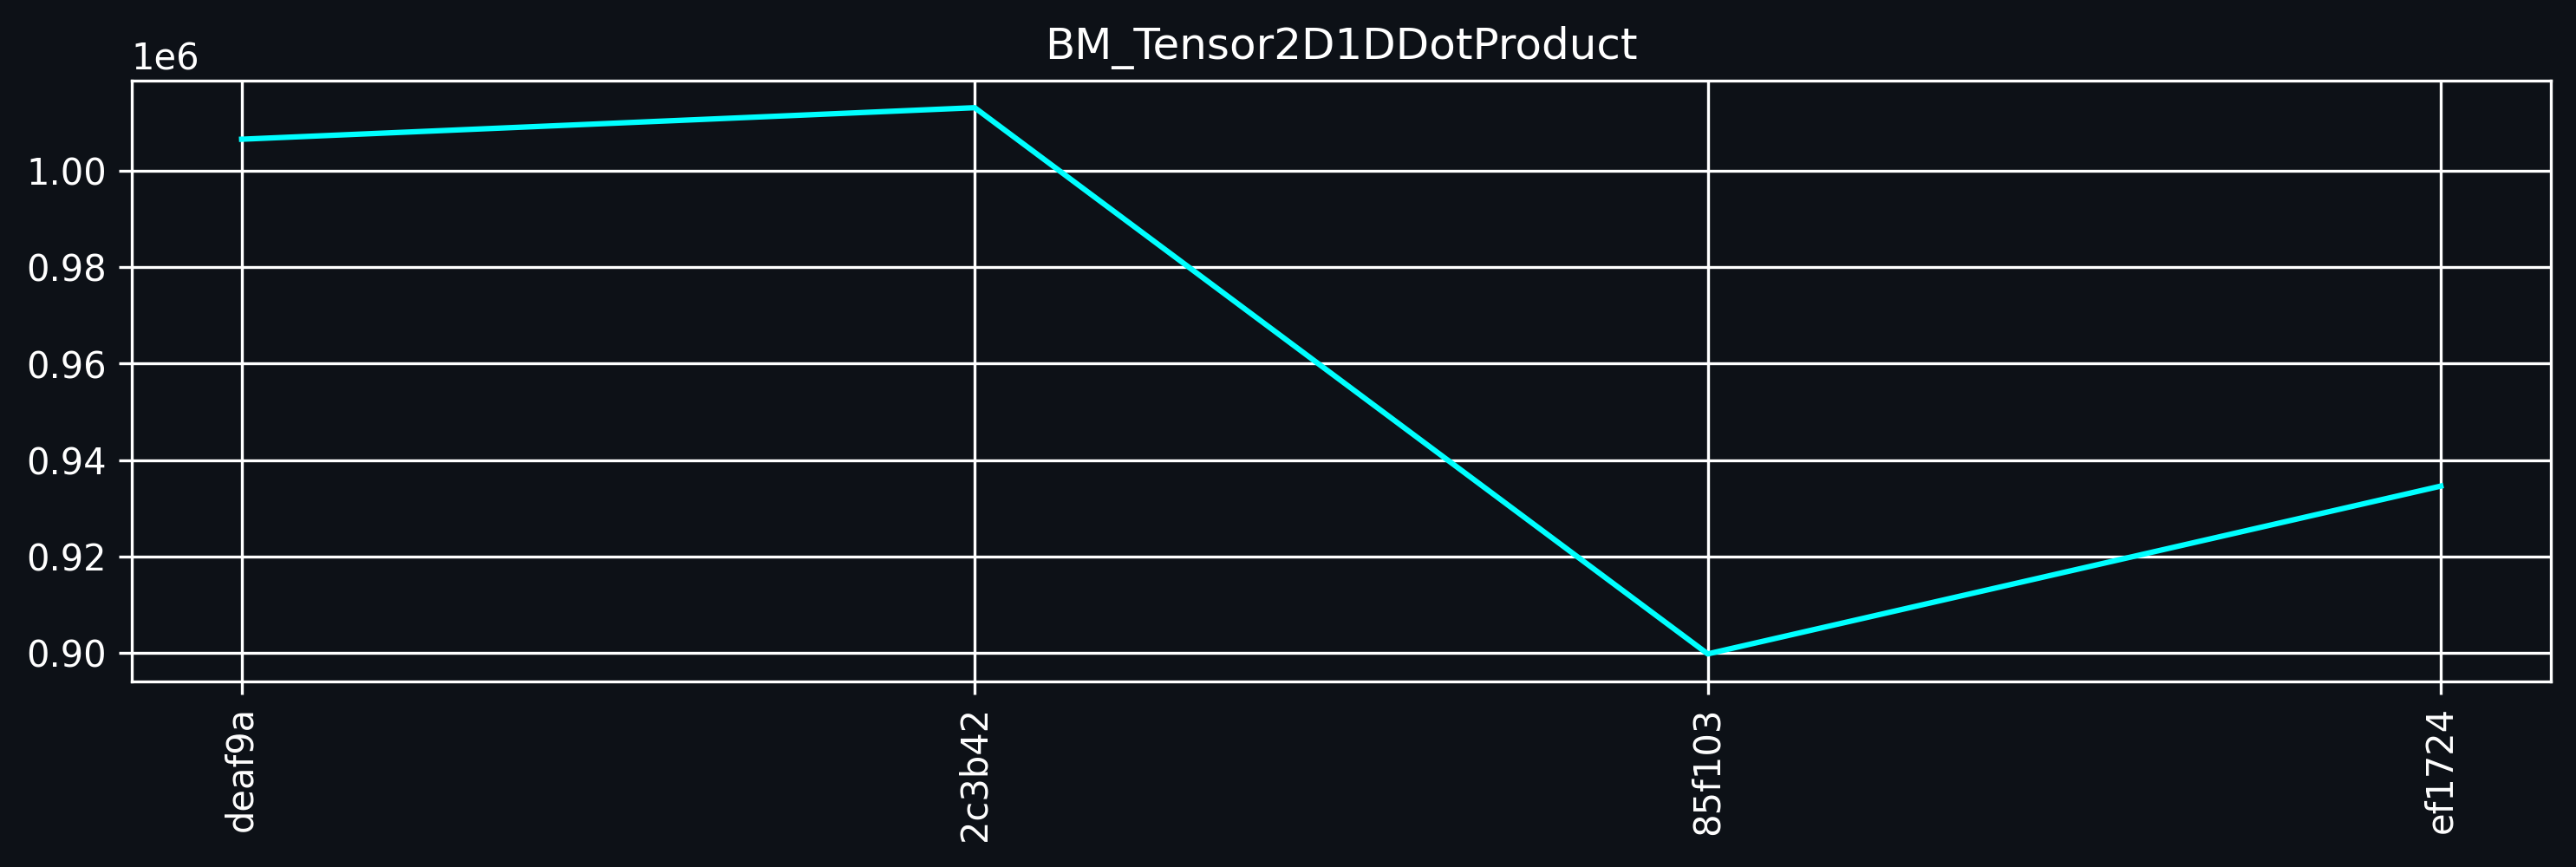 BM_Tensor2D1DDotProduct
1e6
1.00
0.98
0.96
0.94
0.92
0.90
deaf9a
2c3b42
85f103
ef1724